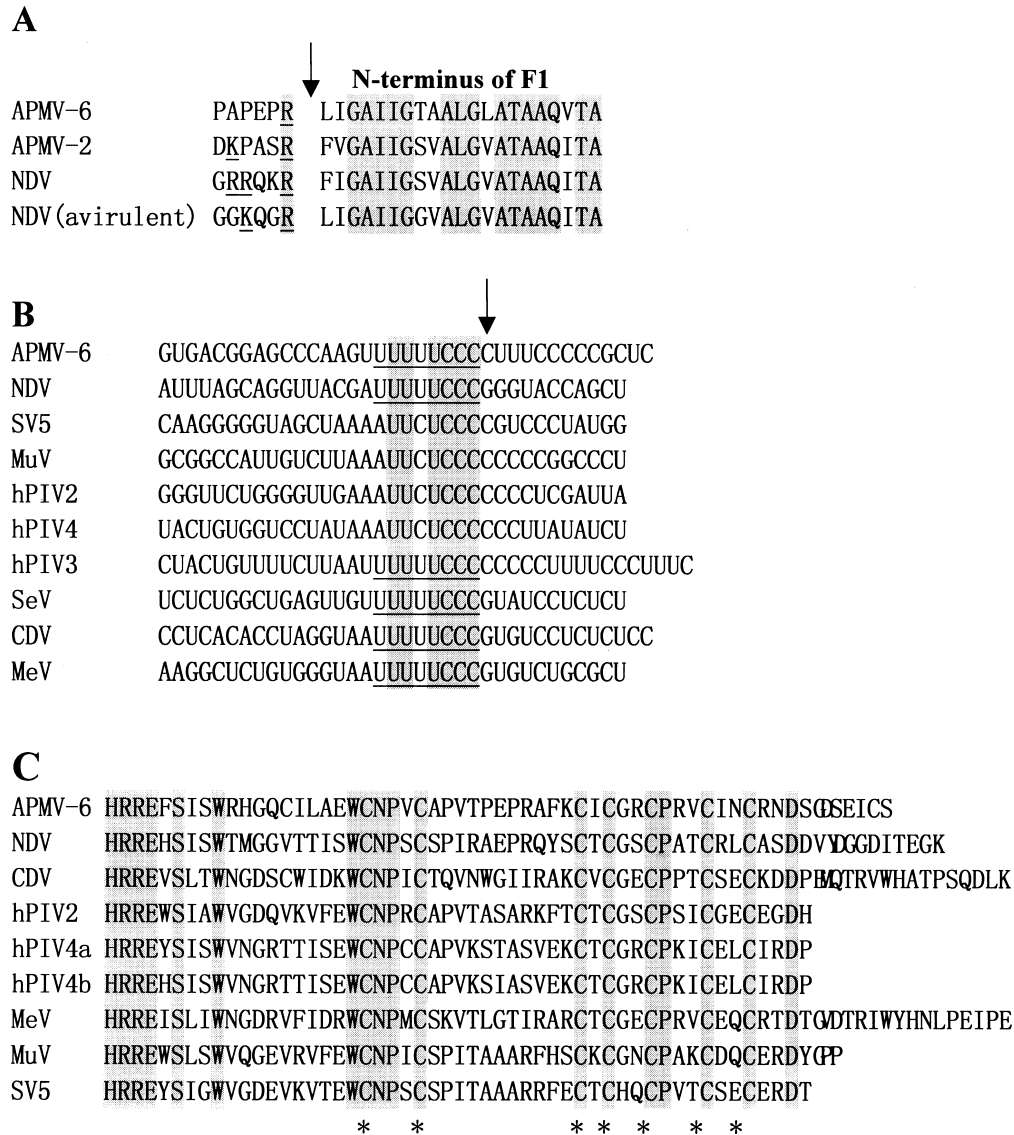 A
N-terminus of F1
APMV-6 PAPEPR LIGAIIGTAALGLATAAQVTA
APMV-2 DKPASR FVGAIIGSVALGVATAAQITA
NDV GRRQKR FIGAIIGSVALGVATAAQITA
NDV(avirulent) GGKQGR LIGAIIGGVALGVATAAQITA
B
APMV-6 GUGACGGAGCCCAAGUUUUUUCCCCUUUCCCCCGCUC
NDV AUUUAGCAGGUUACGAUUUUUCCCGGGUACCAGCU
SV5 CAAGGGGGUAGCUAAAAUUCUCCCCGUCCCUAUGG
MuV GCGGCCAUUGUCUUAAAUUCUCCCCCCCCGGCCCU
hPIV2 GGGUUCUGGGGUUGAAAUUCUCCCCCCCUCGAUUA
hPIV4 UACUGUGGUCCUAUAAAUUCUCCCCCCUUAUAUCU
hPIV3 CUACUGUUUUCUUAAUUUUUUCCCCCCCCUUUUCCCUUUC
SeV UCUCUGGCUGAGUUGUUUUUUCCCGUAUCCUCUCU
CDV CCUCACACCUAGGUAAUUUUUCCCGUGUCCUCUCUCC
MeV AAGGCUCUGUGGGUAAUUUUUCCCGUGUCUGCGCU
C
APMV-6 HRREFSISWRHGQCILAEWCNPVCAPVTPEPRAFKCICGRCPRVCINCRNDSGDSEICS
NDV HRREHSISWTMGGVTTISWCNPSCSPIRAEPRQYSCTCGSCPATCRLCASDDVYDGGDITEGK
CDV HRREVSLTWNGDSCWIDKWCNPICTQVNWGIIRAKCVCGECPPTCSECKDDPEMQTRVWHATPSQDLK
hPIV2 HRREWSIAWVGDQVKVFEWCNPRCAPVTASARKFTCTCGSCPSICGECEGDH
hPIV4a HRREYSISWVNGRTTISEWCNPCCAPVKSTASVEKCTCGRCPKICELCIRDP
hPIV4b HRREHSISWVNGRTTISEWCNPCCAPVKSIASVEKCTCGRCPKICELCIRDP
MeV HRREISLIWNGDRVFIDRWCNPMCSKVTLGTIRARCTCGECPRVCEQCRTDTGVDTRIWYHNLPEIPE
MuV HRREWSLSWVQGEVRVFEWCNPICSPITAAARFHSCKCGNCPAKCDQCERDYGPP
SV5 HRREYSIGWVGDEVKVTEWCNPSCSPITAAARRFECTCHQCPVTCSECERDT
* * * * * * *